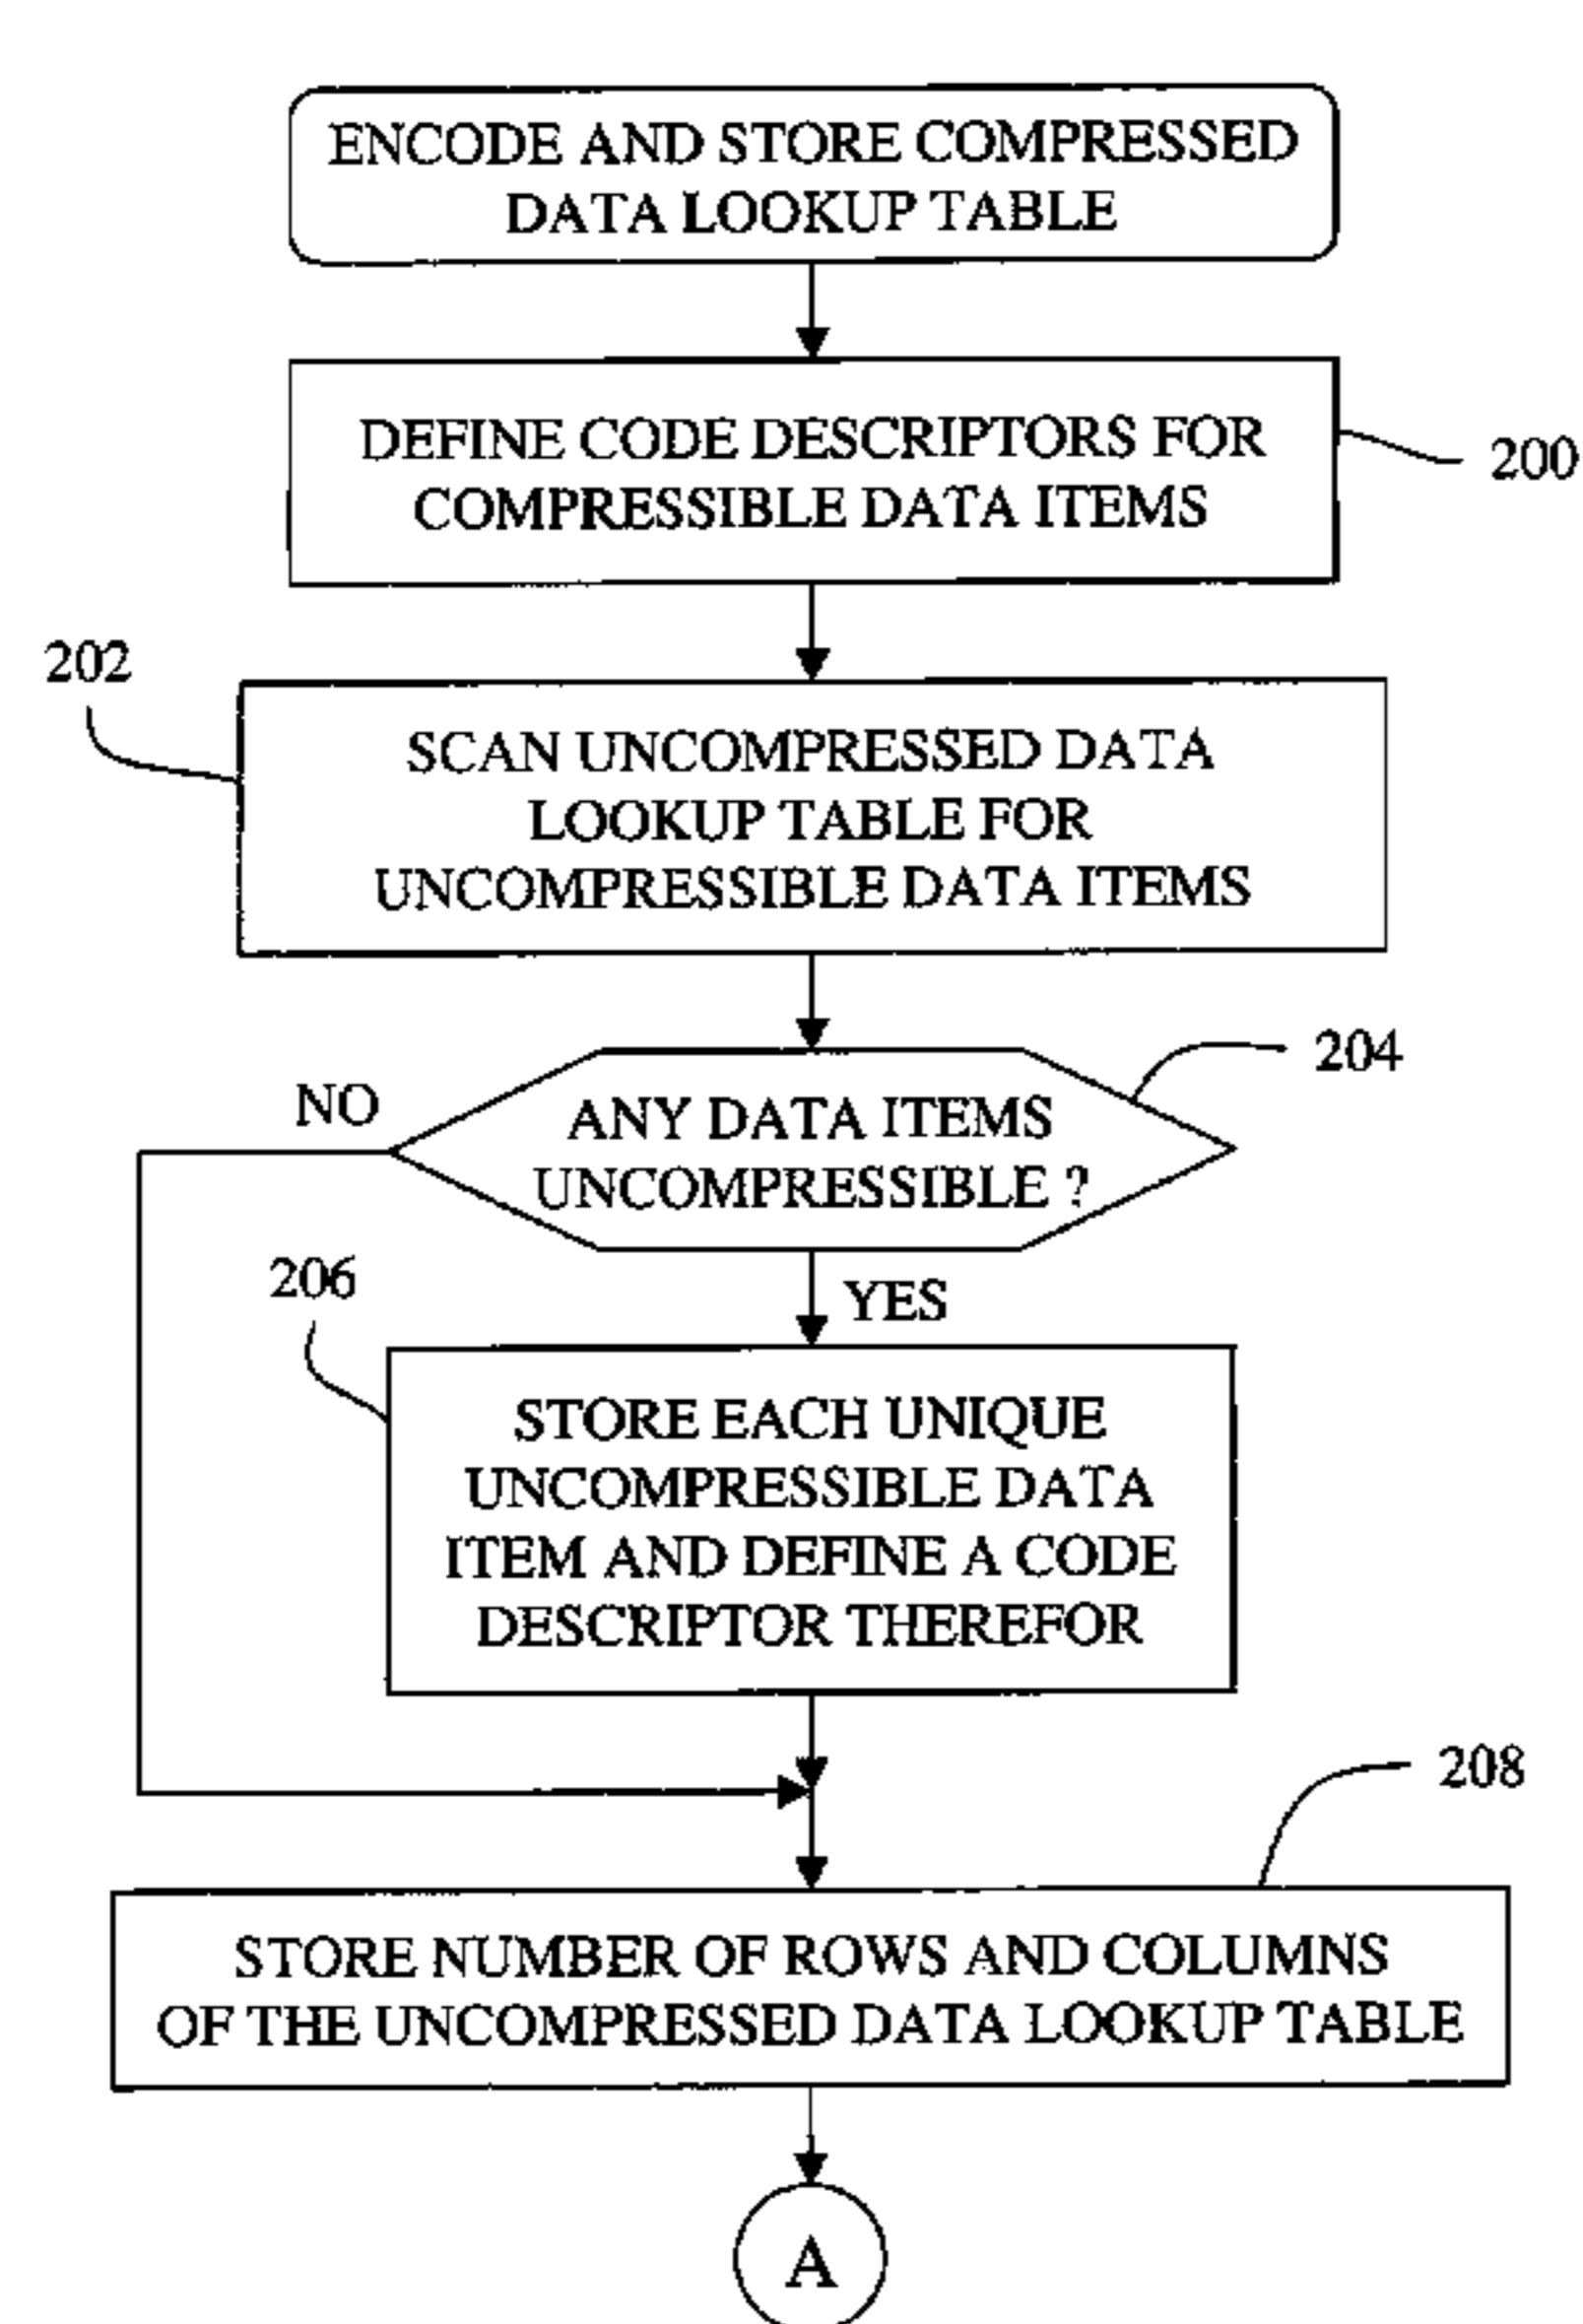 ENCODE AND STORE COMPRESSED
DATA LOOKUP TABLE
DEFINE CODE DESCRIPTORS FOR
COMPRESSIBLE DATA ITEMS
200
202
SCAN UNCOMPRESSED DATA
LOOKUP TABLE FOR
UNCOMPRESSIBLE DATA ITEMS
204
NO
ANY DATA ITEMS
UNCOMPRESSIBLE ?
206
YES
STORE EACH UNIQUE
UNCOMPRESSIBLE DATA
ITEM AND DEFINE A CODE
DESCRIPTOR THEREFOR
208
STORE NUMBER OF ROWS AND COLUMNS
OF THE UNCOMPRESSED DATA LOOKUP TABLE
A